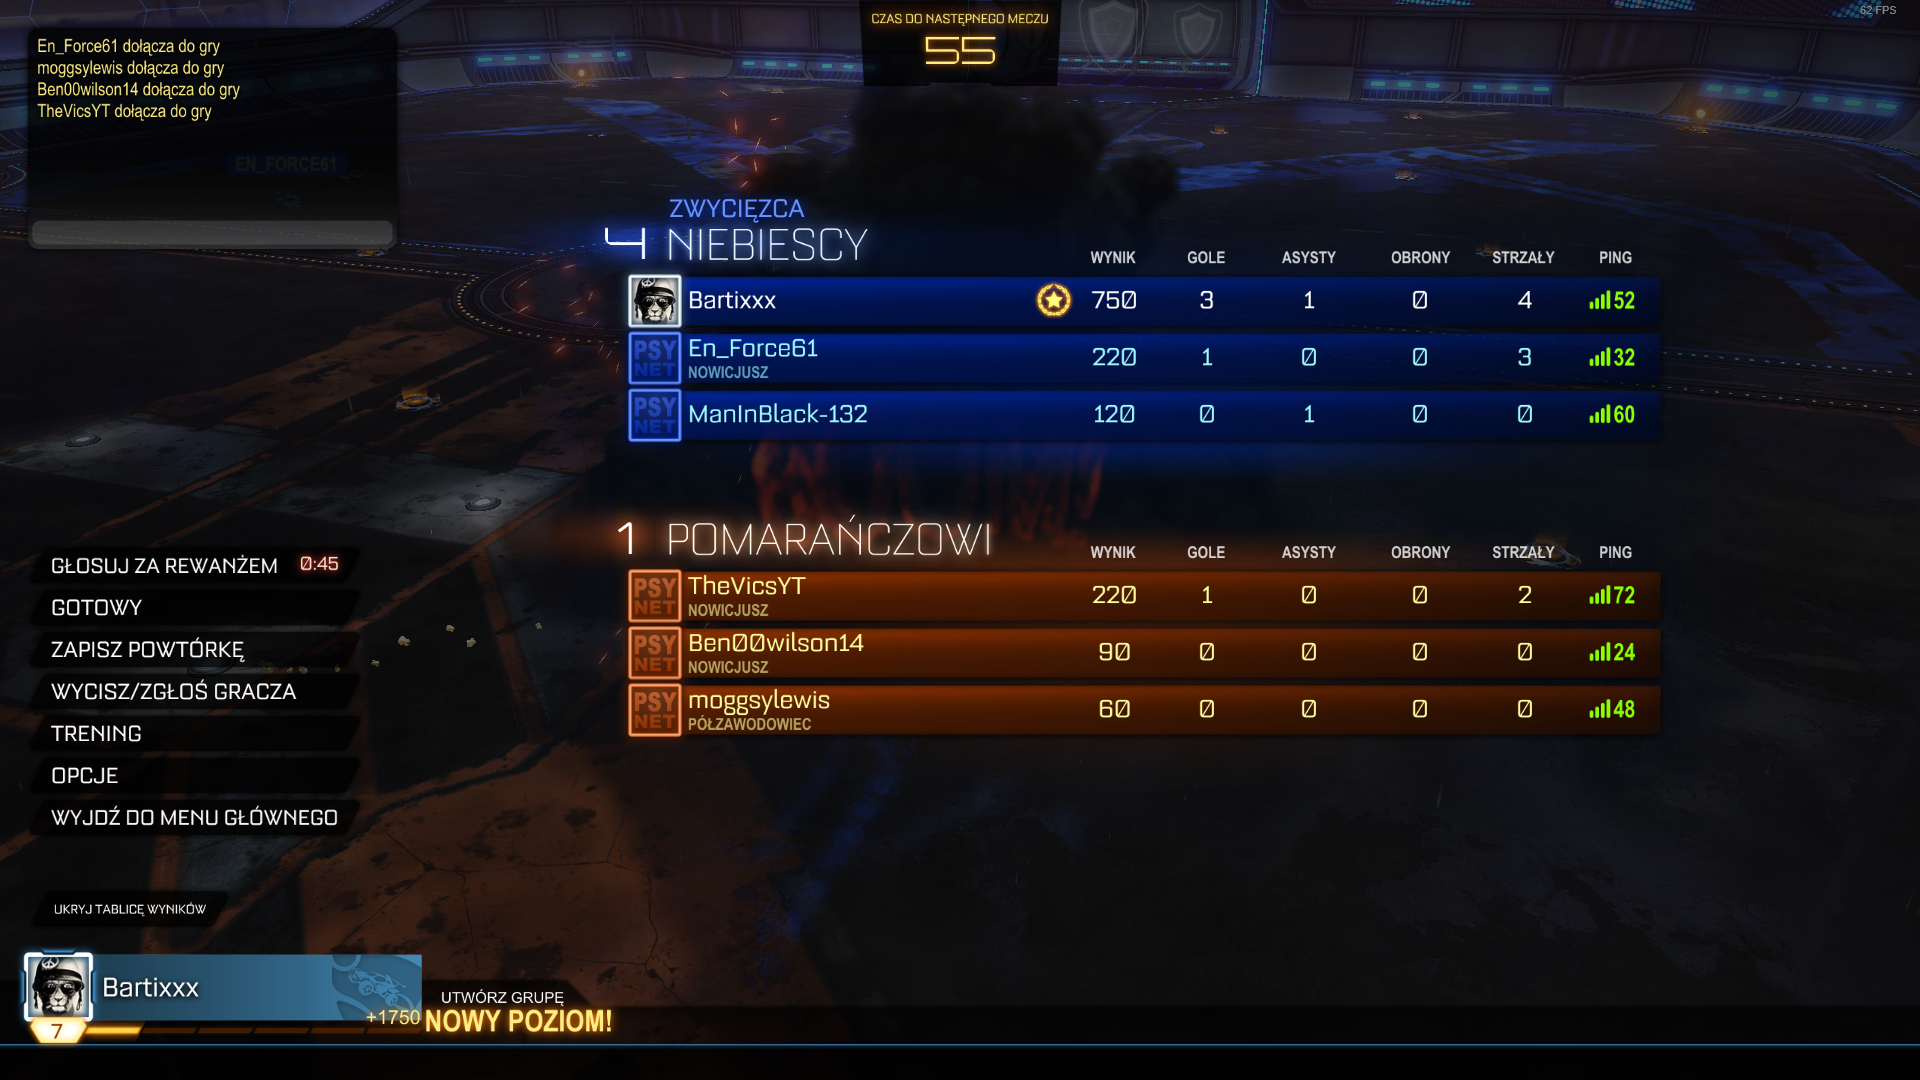 62 FPS
CZAS DO NASTĘPNEGO MECZU
55
En_Force61 dołącza do gry
moggsylewis dołącza do gry
Ben00wilson14 dołącza do gry
TheVicsYT dołącza do gry
EN_FORCE61
ZWYCIĘZCA
4 NIEBIESCY
WYNIK GOLE ASYSTY OBRONY STRZAŁY PING
Bartixxx 750 3 1 0 4 52
PSY NET En_Force61 220 1 0 0 3 32
NOWICJUSZ
PSY NET ManInBlack-132 120 0 1 0 0 60
1 POMARAŃCZOWI
WYNIK GOLE ASYSTY OBRONY STRZAŁY PING
PSY NET TheVicsYT 220 1 0 0 2 72
NOWICJUSZ
PSY NET Ben00wilson14 90 0 0 0 0 24
NOWICJUSZ
PSY NET moggsylewis 60 0 0 0 0 48
PÓŁZAWODOWIEC
GŁOSUJ ZA REWANŻEM 0:45
GOTOWY
ZAPISZ POWTÓRKĘ
WYCISZ/ZGŁOŚ GRACZA
TRENING
OPCJE
WYJDŹ DO MENU GŁÓWNEGO
UKRYJ TABLICĘ WYNIKÓW
Bartixxx
7
+1750
UTWÓRZ GRUPĘ
NOWY POZIOM!